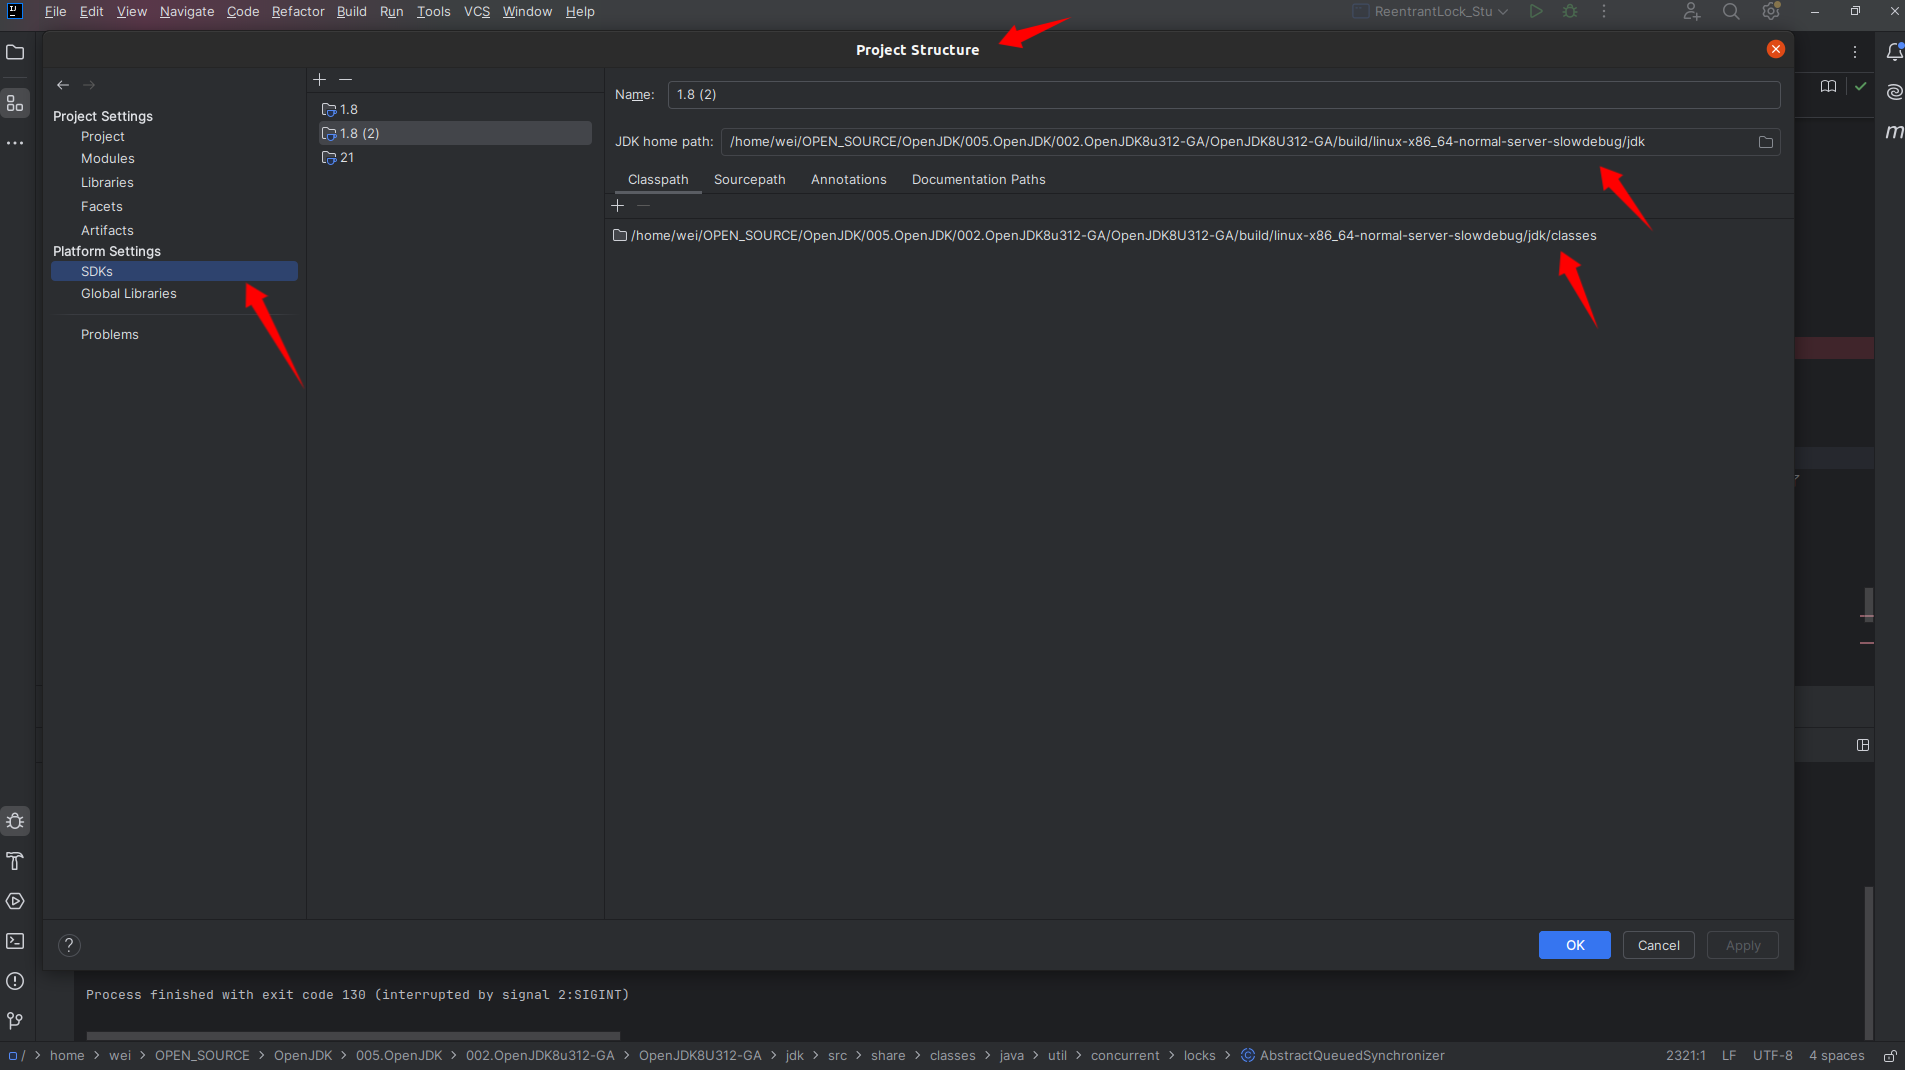 File Edit View Navigate Code Refactor Build Run Tools VCS Window Help
ReentrantLock_Stu
Project Structure
Project Settings
Project
Modules
Libraries
Facets
Artifacts
Platform Settings
SDKs
Global Libraries
Problems
1.8
1.8 (2)
21
Name: 1.8 (2)
JDK home path: /home/wei/OPEN_SOURCE/OpenJDK/005.OpenJDK/002.OpenJDK8u312-GA/OpenJDK8U312-GA/build/linux-x86_64-normal-server-slowdebug/jdk
Classpath Sourcepath Annotations Documentation Paths
/home/wei/OPEN_SOURCE/OpenJDK/005.OpenJDK/002.OpenJDK8u312-GA/OpenJDK8U312-GA/build/linux-x86_64-normal-server-slowdebug/jdk/classes
?
OK Cancel Apply
Process finished with exit code 130 (interrupted by signal 2:SIGINT)
/ > home > wei > OPEN_SOURCE > OpenJDK > 005.OpenJDK > 002.OpenJDK8u312-GA > OpenJDK8U312-GA > jdk > src > share > classes > java > util > concurrent > locks > AbstractQueuedSynchronizer
2321:1 LF UTF-8 4 spaces